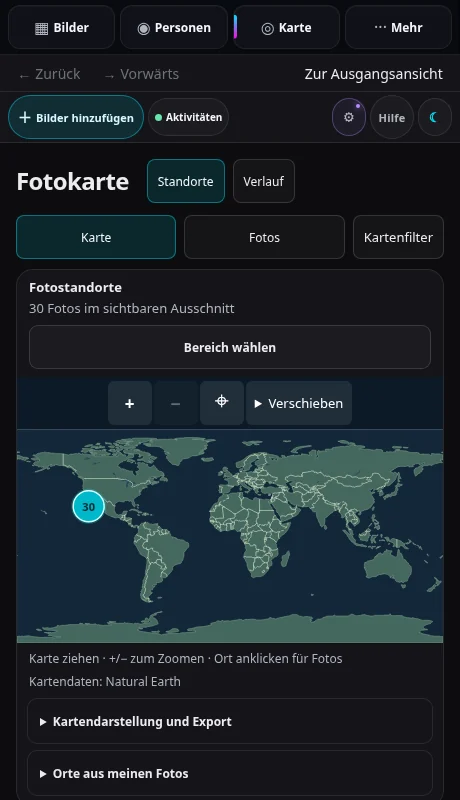 Bilder
Personen
Karte
Mehr
← Zurück → Vorwärts Zur Ausgangsansicht
+ Bilder hinzufügen
Aktivitäten
Hilfe
Fotokarte
Standorte
Verlauf
Karte
Fotos
Kartenfilter
Fotostandorte
30 Fotos im sichtbaren Ausschnitt
Bereich wählen
+ − Verschieben
30
Karte ziehen · +/− zum Zoomen · Ort anklicken für Fotos
Kartendaten: Natural Earth
Kartendarstellung und Export
Orte aus meinen Fotos